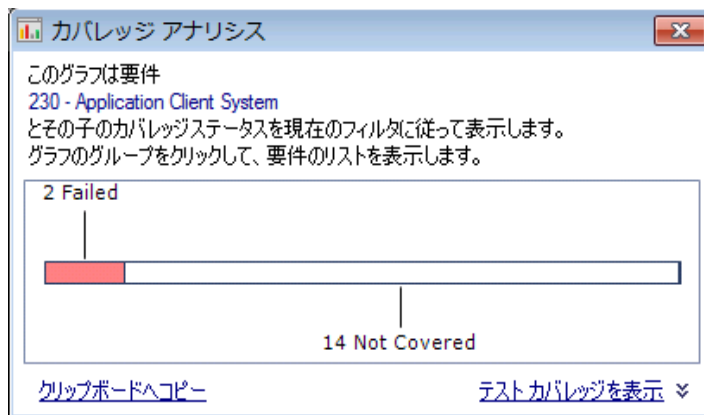 カバレッジ アナリシス
このグラフは要件
230 - Application Client System
とその子のカバレッジステータスを現在のフィルタに従って表示します。
グラフのグループをクリックして、要件のリストを表示します。
2 Failed
14 Not Covered
クリップボードへコピー
テスト カバレッジを表示